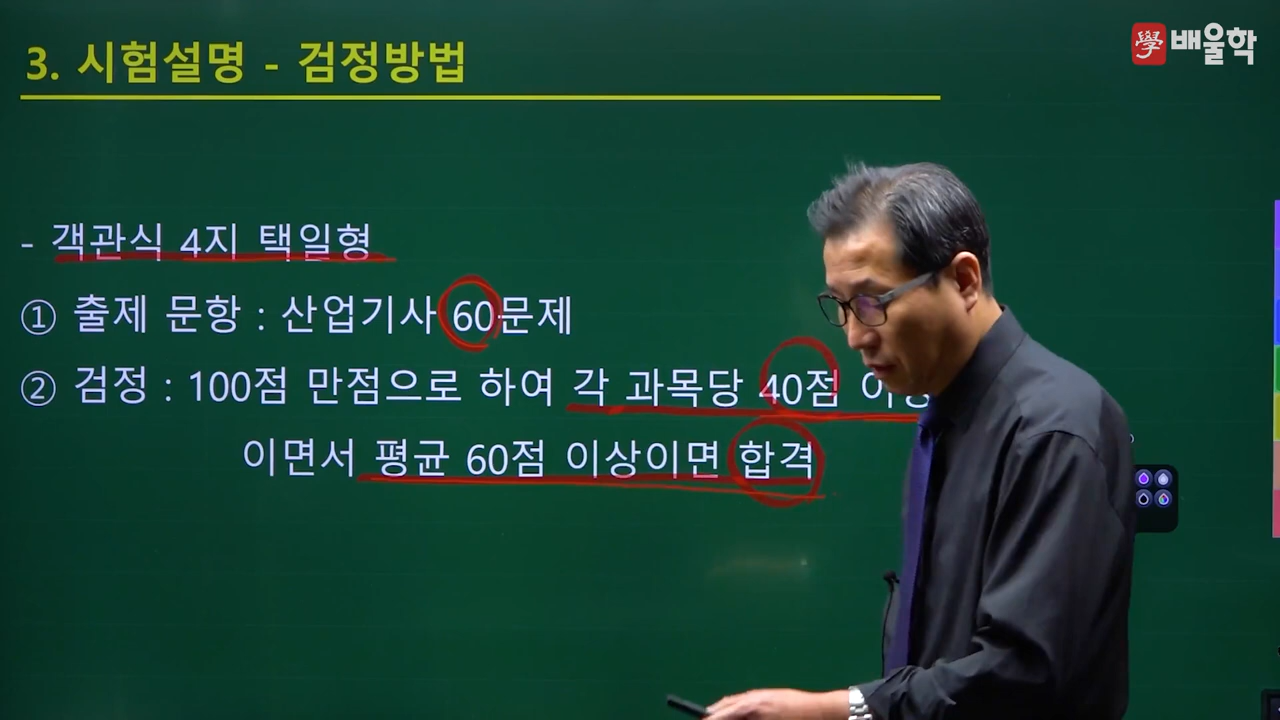 3. 시험설명 - 검정방법
學 배울학
- 객관식 4지 택일형
① 출제 문항 : 산업기사 60문제
② 검정 : 100점 만점으로 하여 각 과목당 40점
이면서 평균 60점 이상이면 합격